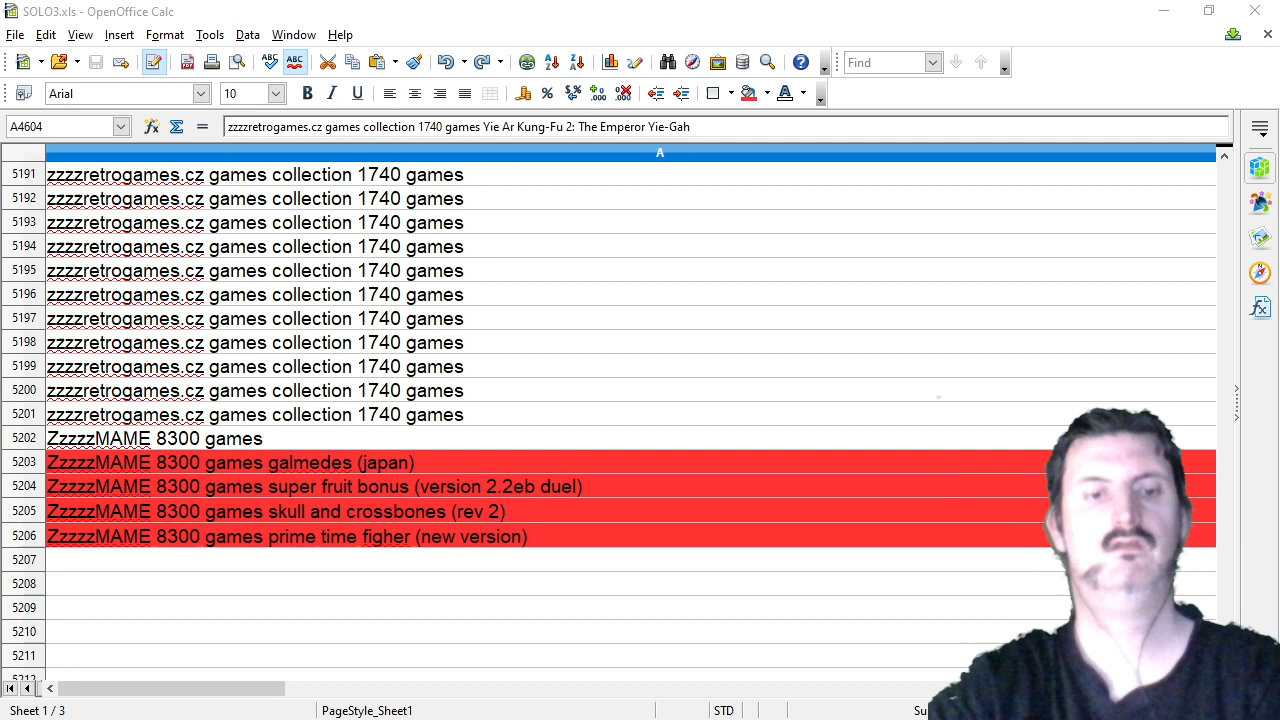 SOLO3.xls - OpenOffice Calc
File Edit View Insert Format Tools Data Window Help
Find
Arial 10
A4604 zzzzretrogames.cz games collection 1740 games Yie Ar Kung-Fu 2: The Emperor Yie-Gah
A
5191 zzzzretrogames.cz games collection 1740 games
5192 zzzzretrogames.cz games collection 1740 games
5193 zzzzretrogames.cz games collection 1740 games
5194 zzzzretrogames.cz games collection 1740 games
5195 zzzzretrogames.cz games collection 1740 games
5196 zzzzretrogames.cz games collection 1740 games
5197 zzzzretrogames.cz games collection 1740 games
5198 zzzzretrogames.cz games collection 1740 games
5199 zzzzretrogames.cz games collection 1740 games
5200 zzzzretrogames.cz games collection 1740 games
5201 zzzzretrogames.cz games collection 1740 games
5202 ZzzzzMAME 8300 games
5203 ZzzzzMAME 8300 games galmedes (japan)
5204 ZzzzzMAME 8300 games super fruit bonus (version 2.2eb duel)
5205 ZzzzzMAME 8300 games skull and crossbones (rev 2)
5206 ZzzzzMAME 8300 games prime time figher (new version)
5207
5208
5209
5210
5211
5212
Sheet 1 / 3 PageStyle_Sheet1 STD Su